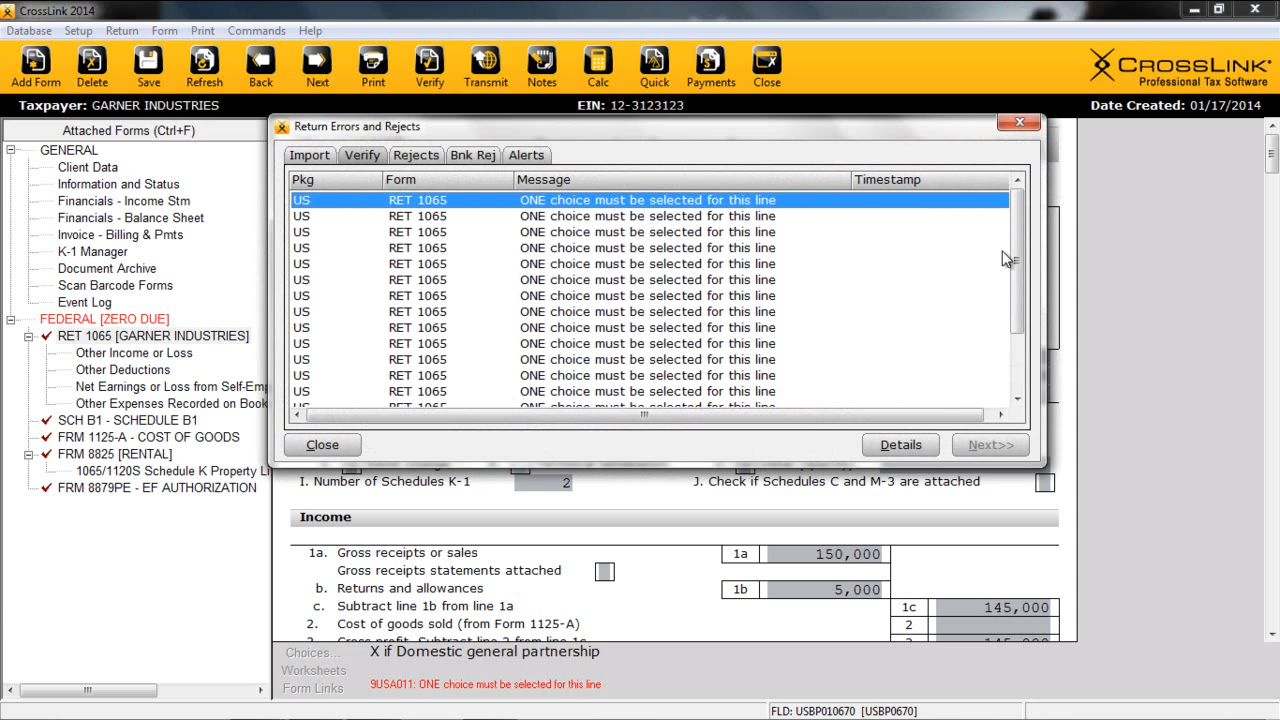 CrossLink 2014
Database Setup Return Form Print Commands Help
Add Form Delete Save Refresh Back Next Print Verify Transmit Notes Calc Quick Payments Close
CROSSLINK
Professional Tax Software
Taxpayer: GARNER INDUSTRIES EIN: 12-3123123 Date Created: 01/17/2014
Attached Forms (Ctrl+F)
GENERAL
Client Data
Information and Status
Financials - Income Stm
Financials - Balance Sheet
Invoice - Billing & Pmts
K-1 Manager
Document Archive
Scan Barcode Forms
Event Log
FEDERAL [ZERO DUE]
RET 1065 [GARNER INDUSTRIES]
Other Income or Loss
Other Deductions
Net Earnings or Loss from Self-Emp
Other Expenses Recorded on Book
SCH B1 - SCHEDULE B1
FRM 1125-A - COST OF GOODS
FRM 8825 [RENTAL]
1065/1120S Schedule K Property Li
FRM 8879PE - EF AUTHORIZATION
Return Errors and Rejects
Import Verify Rejects Bnk Rej Alerts
Pkg Form Message Timestamp
US RET 1065 ONE choice must be selected for this line
US RET 1065 ONE choice must be selected for this line
US RET 1065 ONE choice must be selected for this line
US RET 1065 ONE choice must be selected for this line
US RET 1065 ONE choice must be selected for this line
US RET 1065 ONE choice must be selected for this line
US RET 1065 ONE choice must be selected for this line
US RET 1065 ONE choice must be selected for this line
US RET 1065 ONE choice must be selected for this line
US RET 1065 ONE choice must be selected for this line
US RET 1065 ONE choice must be selected for this line
US RET 1065 ONE choice must be selected for this line
US RET 1065 ONE choice must be selected for this line
US RET 1065 ONE choice must be selected for this line
Close Details Next>>
I. Number of Schedules K-1 2 J. Check if Schedules C and M-3 are attached
Income
1a. Gross receipts or sales 1a 150,000
Gross receipts statements attached
b. Returns and allowances 1b 5,000
c. Subtract line 1b from line 1a 1c 145,000
2. Cost of goods sold (from Form 1125-A) 2
3. Gross profit. Subtract line 2 from line 1c 3 145,000
Choices... X if Domestic general partnership
Worksheets
Form Links 9USA011: ONE choice must be selected for this line
FLD: USBP010670 [USBP0670]